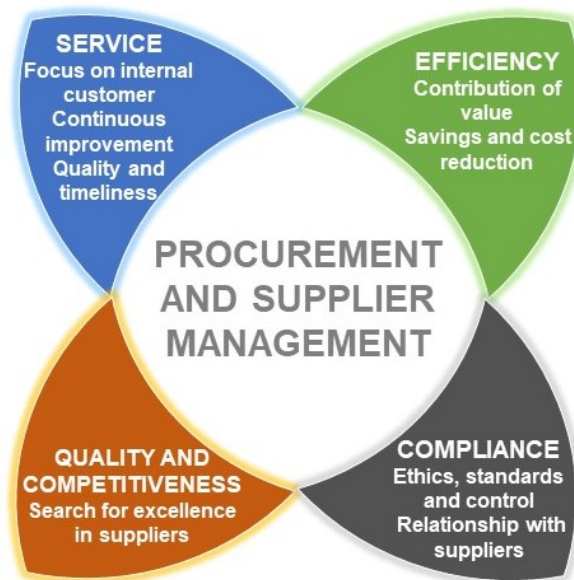 SERVICE
Focus on internal
customer
Continuous
improvement
Quality and
timeliness
EFFICIENCY
Contribution of
value
Savings and cost
reduction
PROCUREMENT
AND SUPPLIER
MANAGEMENT
QUALITY AND
COMPETITIVENESS
Search for excellence
in suppliers
COMPLIANCE
Ethics, standards
and control
Relationship with
suppliers